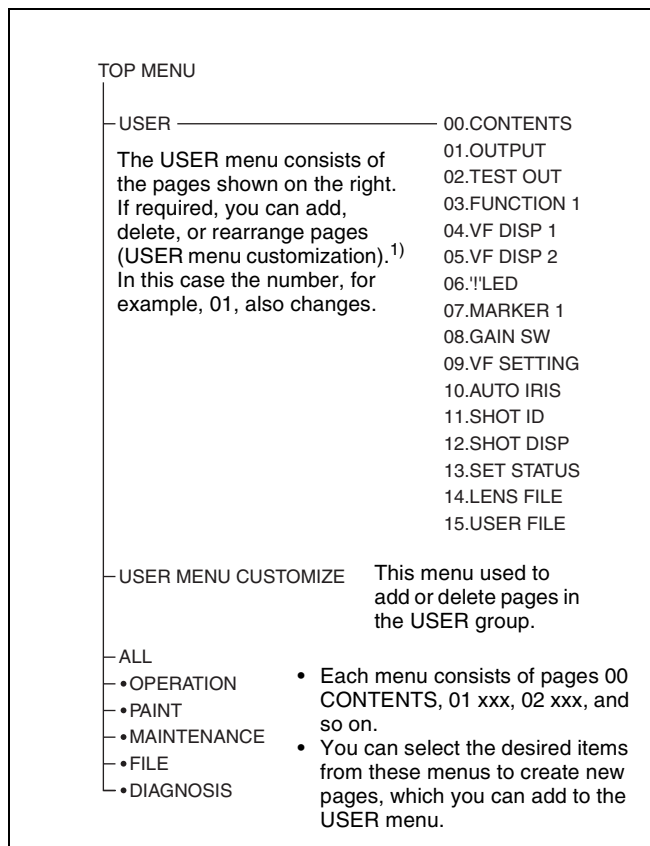 TOP MENU
USER
The USER menu consists of
the pages shown on the right.
If required, you can add,
delete, or rearrange pages
(USER menu customization).1)
In this case the number, for
example, 01, also changes.
00.CONTENTS
01.OUTPUT
02.TEST OUT
03.FUNCTION 1
04.VF DISP 1
05.VF DISP 2
06.'!'LED
07.MARKER 1
08.GAIN SW
09.VF SETTING
10.AUTO IRIS
11.SHOT ID
12.SHOT DISP
13.SET STATUS
14.LENS FILE
15.USER FILE
USER MENU CUSTOMIZE
This menu used to
add or delete pages in
the USER group.
ALL
•OPERATION
•PAINT
•MAINTENANCE
•FILE
•DIAGNOSIS
• Each menu consists of pages 00
CONTENTS, 01 xxx, 02 xxx, and
so on.
• You can select the desired items
from these menus to create new
pages, which you can add to the
USER menu.